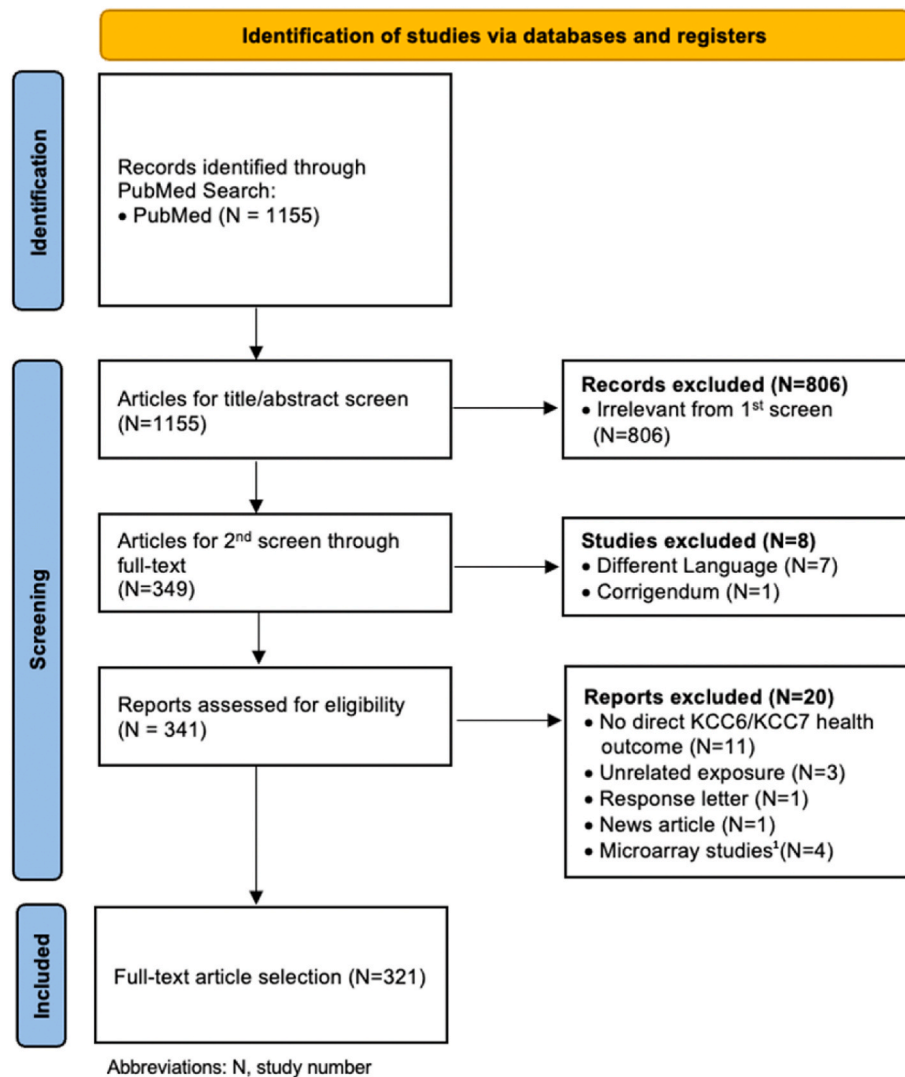 Identification of studies via databases and registers
Identification
Records identified through
PubMed Search:
• PubMed (N = 1155)
Screening
Articles for title/abstract screen
(N=1155)
Records excluded (N=806)
• Irrelevant from 1st screen
(N=806)
Articles for 2nd screen through
full-text
(N=349)
Studies excluded (N=8)
• Different Language (N=7)
• Corrigendum (N=1)
Reports assessed for eligibility
(N = 341)
Reports excluded (N=20)
• No direct KCC6/KCC7 health
outcome (N=11)
• Unrelated exposure (N=3)
• Response letter (N=1)
• News article (N=1)
• Microarray studies¹(N=4)
Included
Full-text article selection (N=321)
Abbreviations: N, study number